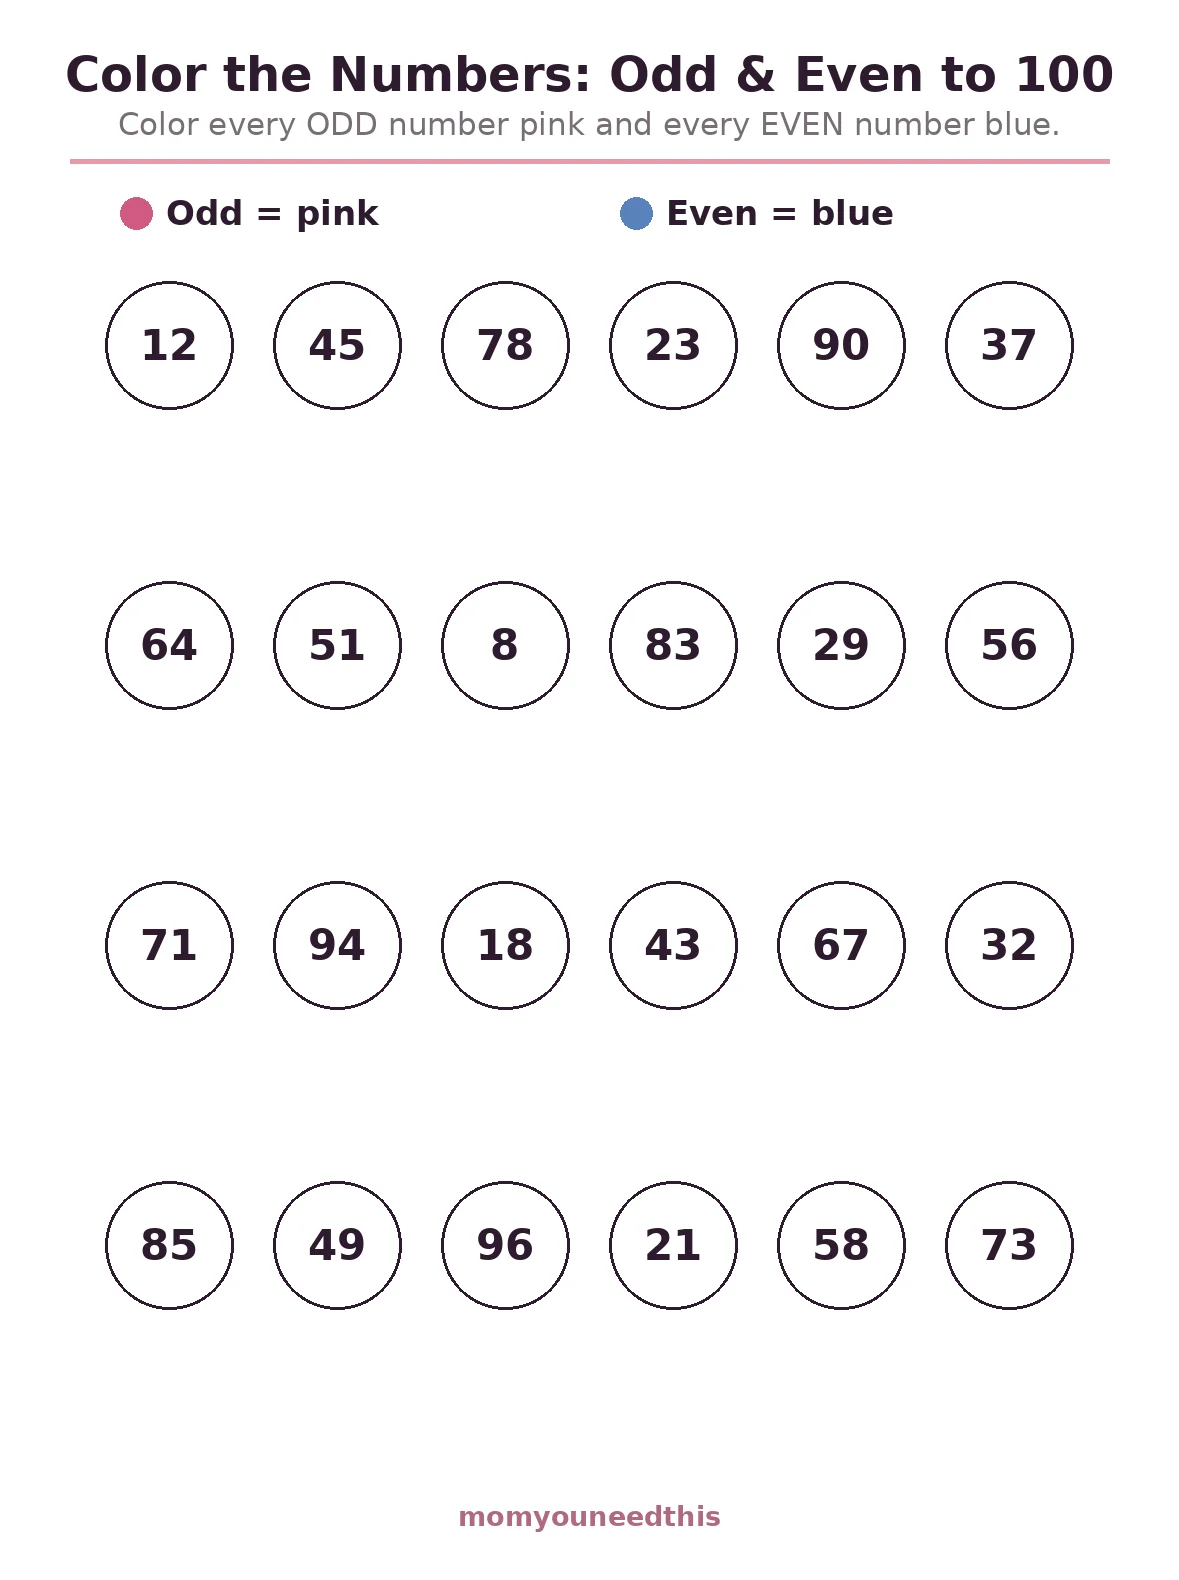 Color the Numbers: Odd & Even to 100
Color every ODD number pink and every EVEN number blue.
Odd = pink Even = blue
12 45 78 23 90 37
64 51 8 83 29 56
71 94 18 43 67 32
85 49 96 21 58 73
momyouneedthis